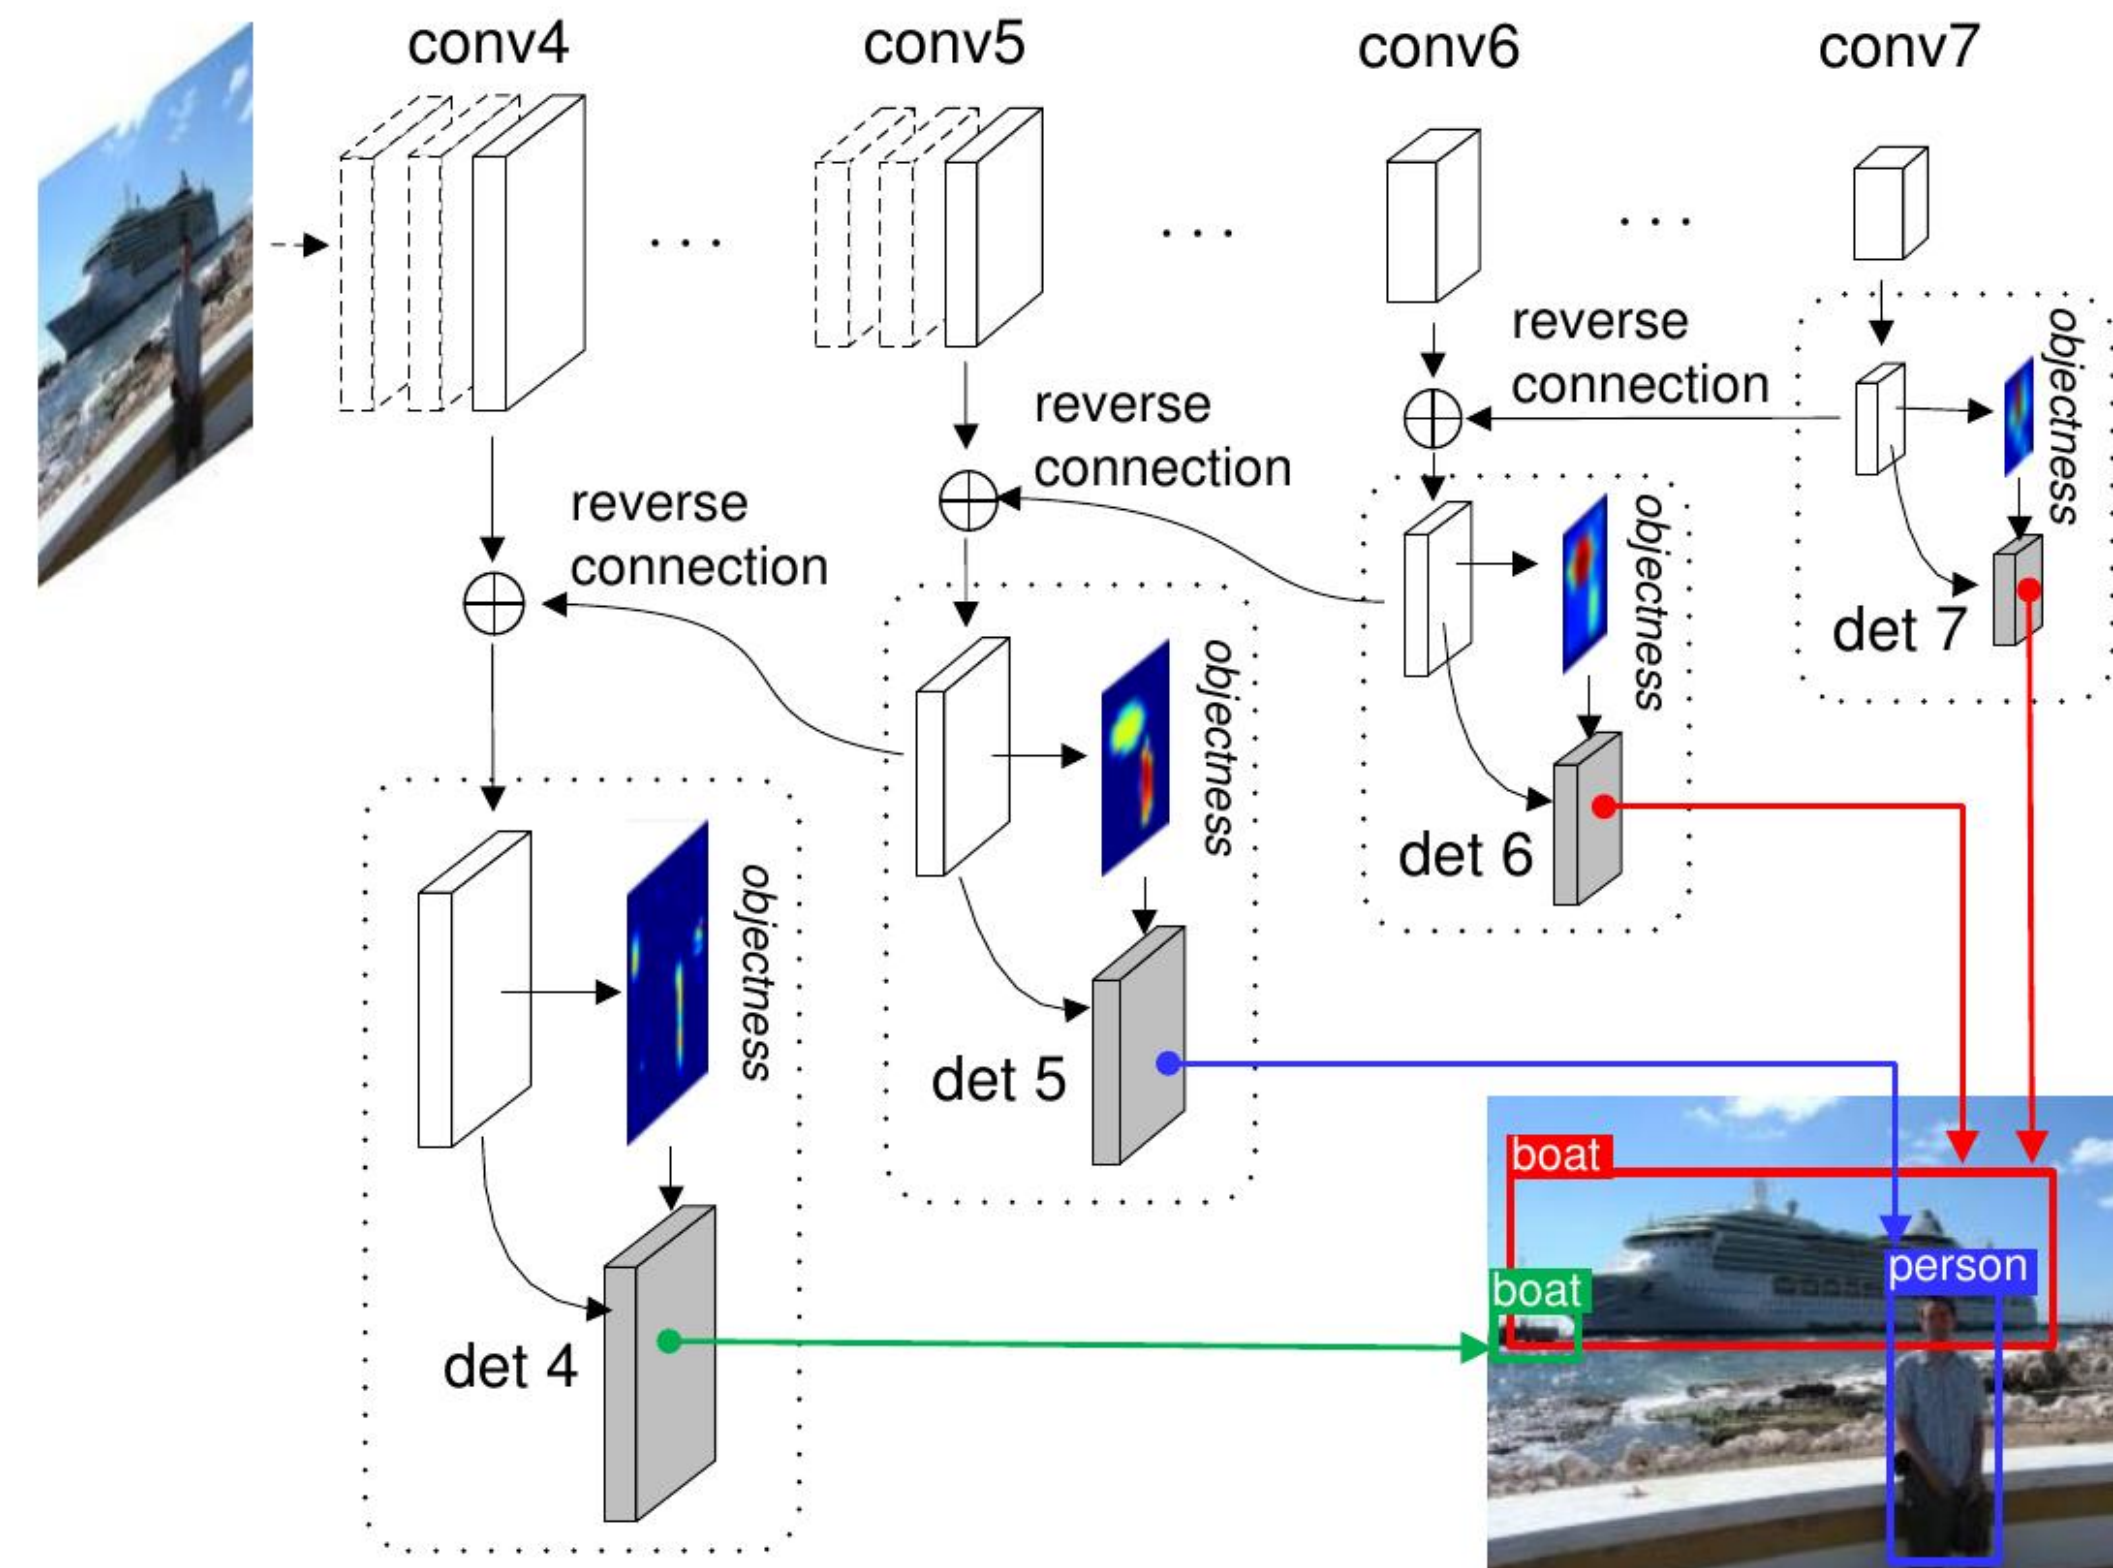 conv4
conv5
conv6
conv7
reverse
connection
objectness
reverse
connection
reverse
connection
objectness
det 7
objectness
det 6
objectness
det 5
boat
person
boat
det 4